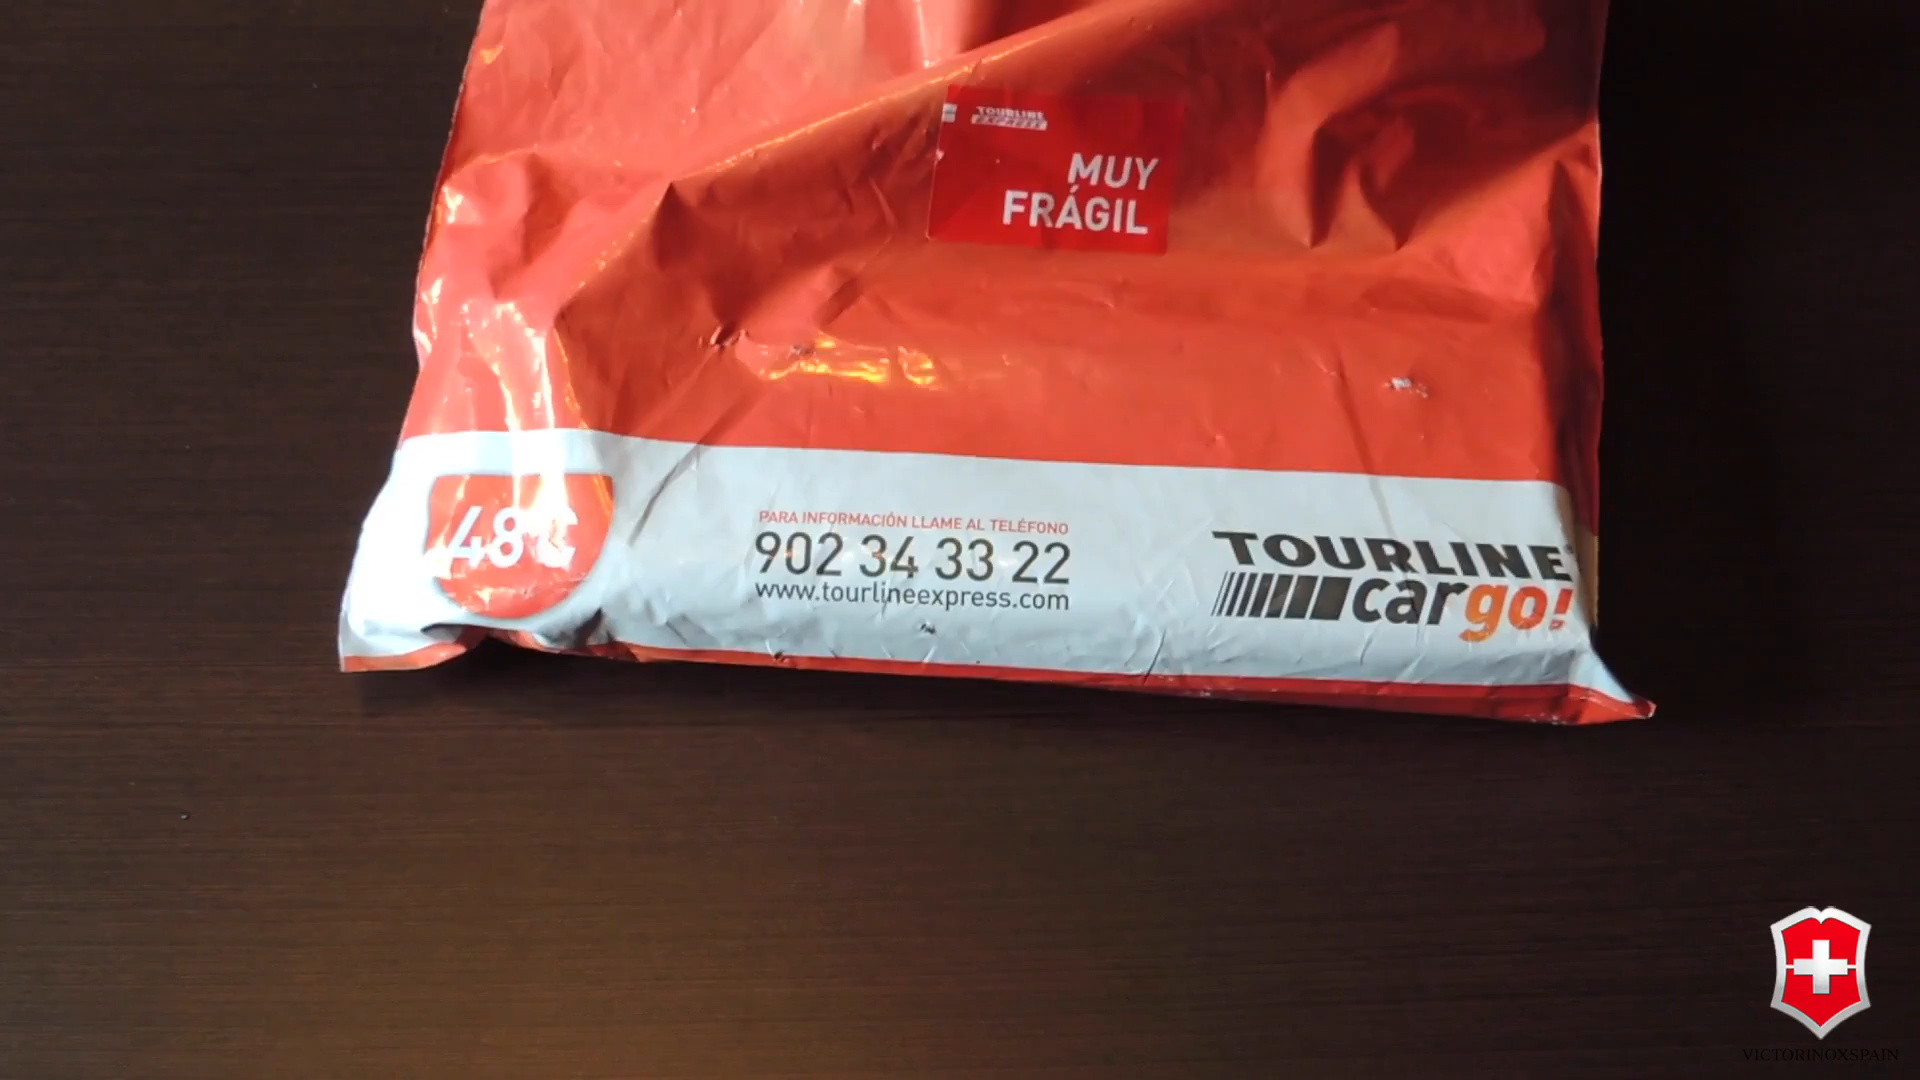 TOURLINE
EXPRESS
MUY
FRÁGIL
48
PARA INFORMACIÓN LLAME AL TELÉFONO
902 34 33 22
www.tourlineexpress.com
TOURLINE
cargo!
VICTORINOXSPAIN